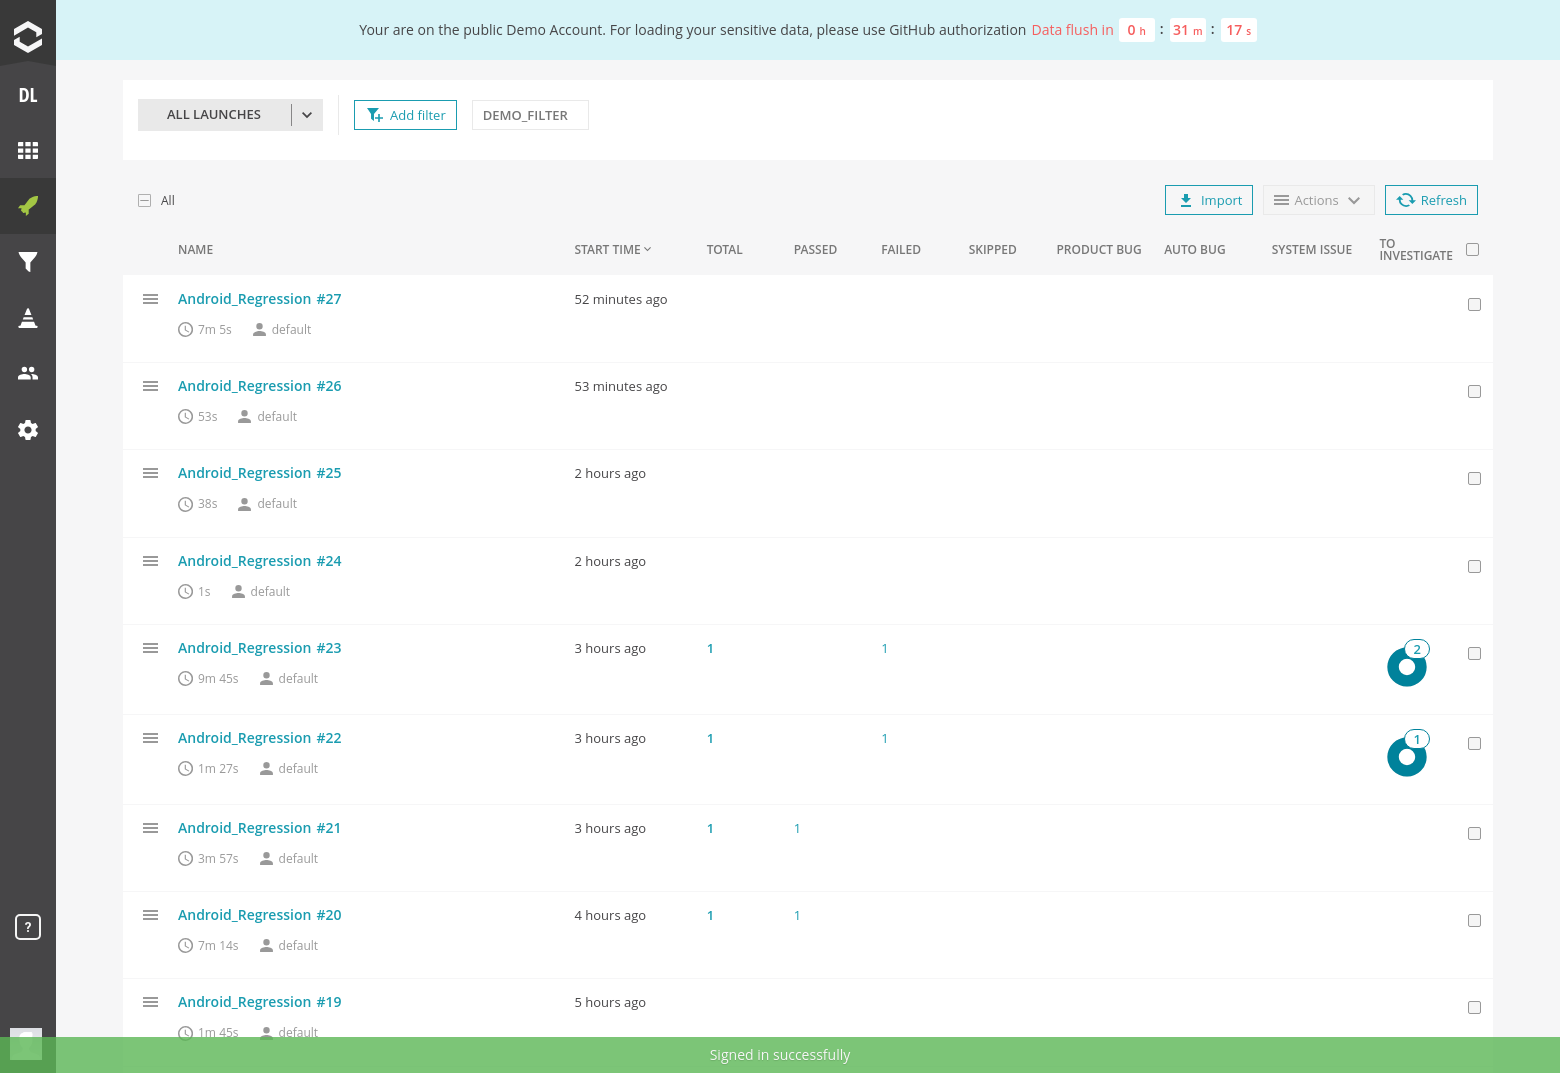 Your are on the public Demo Account. For loading your sensitive data, please use GitHub authorization Data flush in 0 h : 31 m : 17 s
DL
ALL LAUNCHES
Add filter
DEMO_FILTER
All
Import
Actions
Refresh
NAME START TIME TOTAL PASSED FAILED SKIPPED PRODUCT BUG AUTO BUG SYSTEM ISSUE TO INVESTIGATE
Android_Regression #27 52 minutes ago
7m 5s default
Android_Regression #26 53 minutes ago
53s default
Android_Regression #25 2 hours ago
38s default
Android_Regression #24 2 hours ago
1s default
Android_Regression #23 3 hours ago 1 1 2
9m 45s default
Android_Regression #22 3 hours ago 1 1 1
1m 27s default
Android_Regression #21 3 hours ago 1 1
3m 57s default
Android_Regression #20 4 hours ago 1 1
7m 14s default
?
Android_Regression #19 5 hours ago
1m 45s default
Signed in successfully